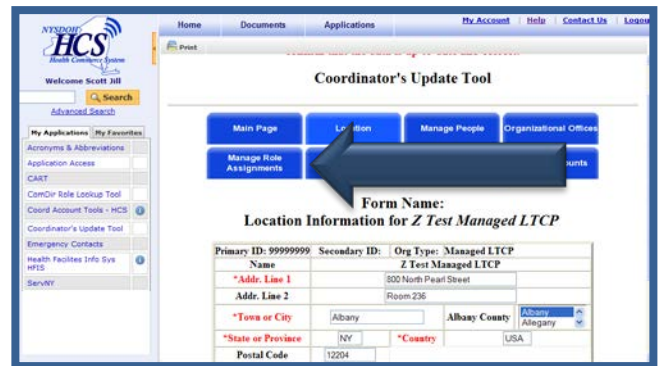 NYSDOH
HCS
Health Commerce System
Welcome Scott Jill
Search
Advanced Search
My Applications My Favorites
Acronyms & Abbreviations
Application Access
CART
ComDir Role Lookup Tool
Coord Account Tools - HCS
Coordinator's Update Tool
Emergency Contacts
Health Facilites Info Sys
HFIS
ServNY
Home Documents Applications My Account Help Contact Us Logou
Print
Coordinator's Update Tool
Main Page Manage People Organizational Offices
Manage Role
Assignments
Form Name:
Location Information for Z Test Managed LTCP
Primary ID: 99999999 Secondary ID: Org Type: Managed LTCP
Name Z Test Managed LTCP
*Addr. Line 1 800 North Pearl Street
Addr. Line 2 Room 236
*Town or City Albany Albany County Albany
Allegany
*State or Province NY *Country USA
Postal Code 12204